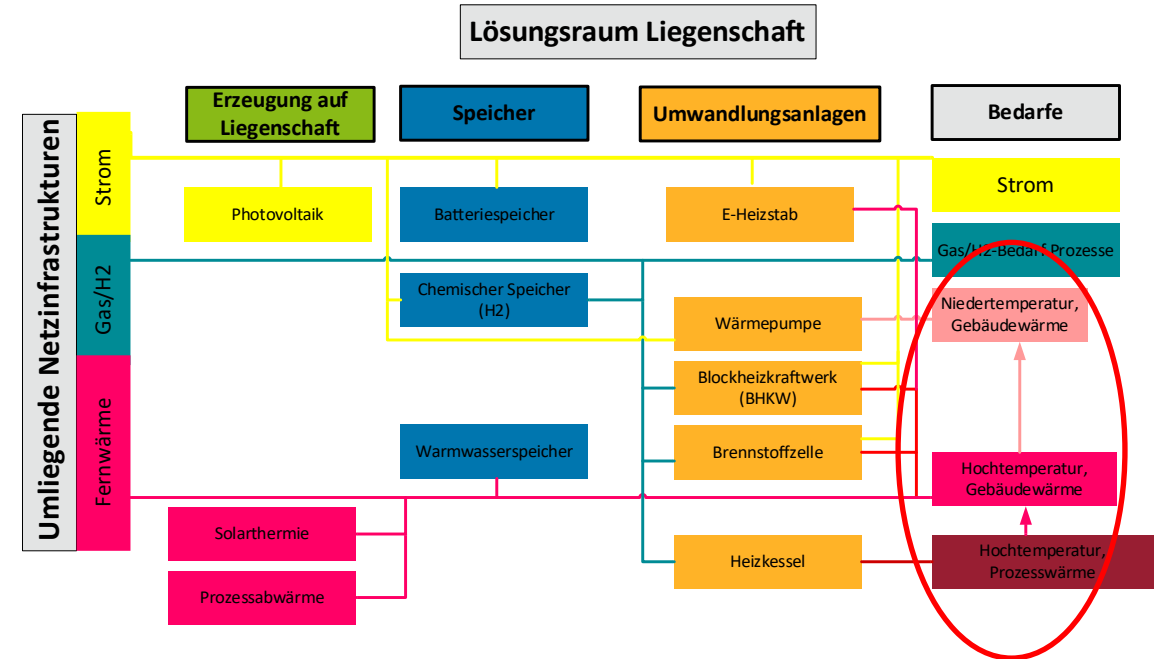 Lösungsraum Liegenschaft
Erzeugung auf
Liegenschaft
Speicher
Umwandlungsanlagen
Bedarfe
Umliegende Netzinfrastrukturen
Strom
Gas/H2
Fernwärme
Photovoltaik
Batteriespeicher
E-Heizstab
Strom
Gas/H2-Bedarf Prozesse
Chemischer Speicher
(H2)
Wärmepumpe
Niedertemperatur,
Gebäudewärme
Blockheizkraftwerk
(BHKW)
Warmwasserspeicher
Brennstoffzelle
Hochtemperatur,
Gebäudewärme
Solarthermie
Heizkessel
Hochtemperatur,
Prozesswärme
Prozessabwärme